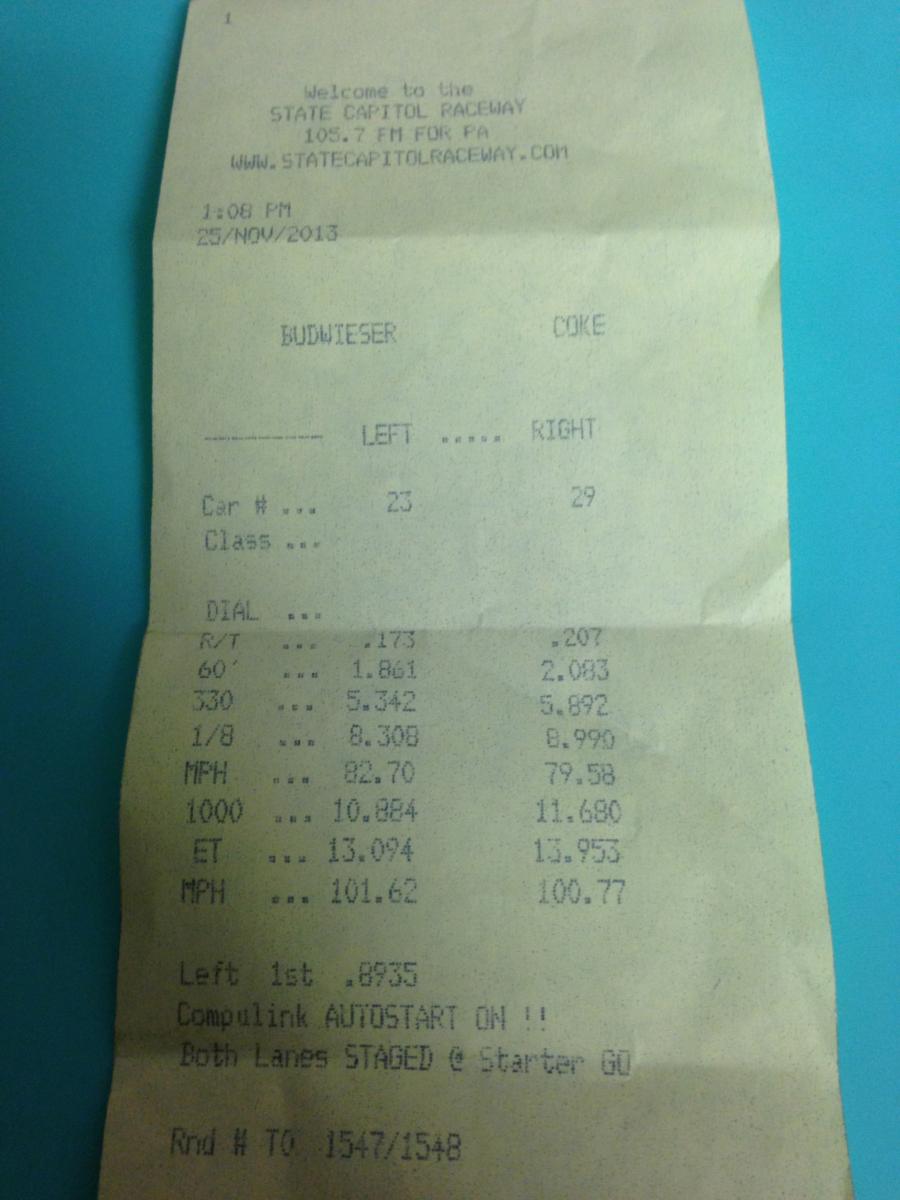 1
Welcome to the
STATE CAPITOL RACEWAY
105.7 FM FOR PA
WWW.STATECAPITOLRACEWAY.COM
1:08 PM
25/NOV/2013
BUDWIESER COKE
---------- LEFT ..... RIGHT
Car # ... 23 29
Class ...
DIAL ...
R/T ... .173 .207
60' ... 1.861 2.083
330 ... 5.342 5.892
1/8 ... 8.308 8.990
MPH ... 82.70 79.58
1000 ... 10.884 11.680
ET ... 13.094 13.953
MPH ... 101.62 100.77
Left 1st .8935
Compulink AUTOSTART ON !!
Both Lanes STAGED @ Starter GO
Rnd # TO 1547/1548